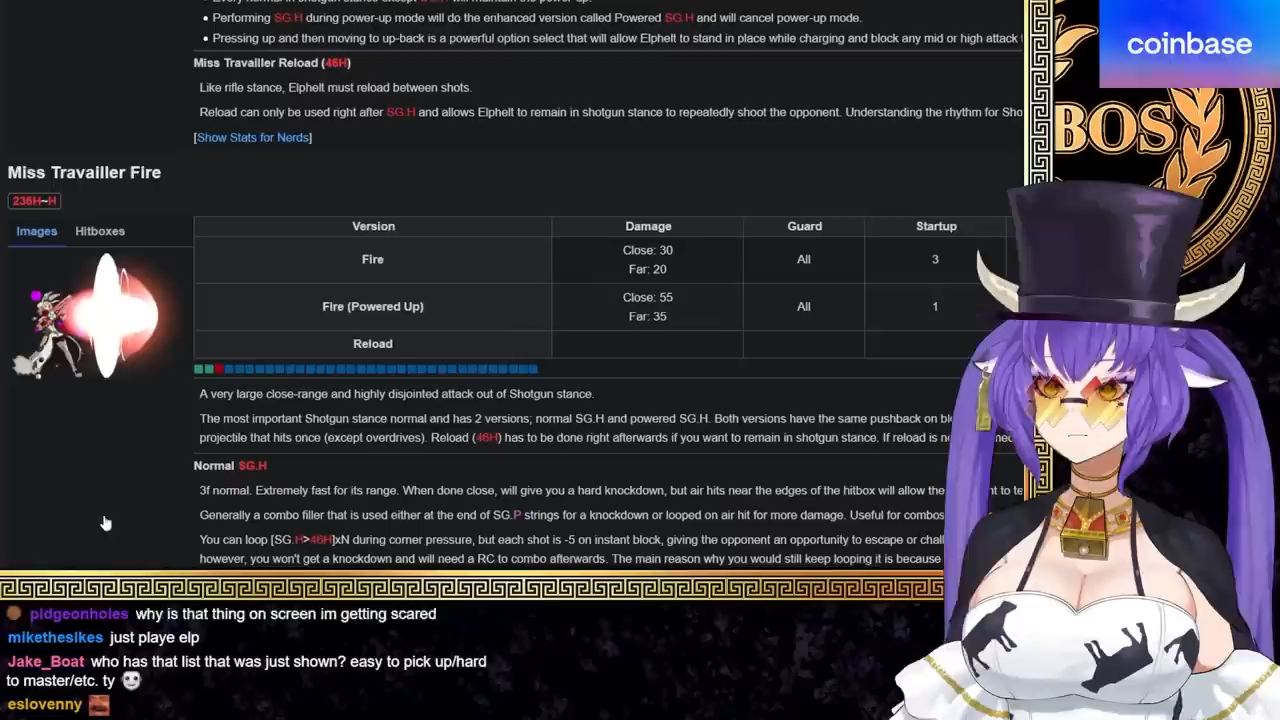 • Performing SG.H during power-up mode will do the enhanced version called Powered SG.H and will cancel power-up mode.
• Pressing up and then moving to up-back is a powerful option select that will allow Elphelt to stand in place while charging and block any mid or high attack
coinbase
Miss Travailler Reload (46H)
Like rifle stance, Elphelt must reload between shots.
Reload can only be used right after SG.H and allows Elphelt to remain in shotgun stance to repeatedly shoot the opponent. Understanding the rhythm for Sho
[Show Stats for Nerds]
BOS
Miss Travailler Fire
236H~H
Images Hitboxes
Version Damage Guard Startup
Fire Close: 30 Far: 20 All 3
Fire (Powered Up) Close: 55 Far: 35 All 1
Reload
A very large close-range and highly disjointed attack out of Shotgun stance.
The most important Shotgun stance normal and has 2 versions; normal SG.H and powered SG.H. Both versions have the same pushback on bl
projectile that hits once (except overdrives). Reload (46H) has to be done right afterwards if you want to remain in shotgun stance. If reload is
Normal SG.H
3f normal. Extremely fast for its range. When done close, will give you a hard knockdown, but air hits near the edges of the hitbox will allow the
Generally a combo filler that is used either at the end of SG.P strings for a knockdown or looped on air hit for more damage. Useful for combos
You can loop [SG.H>46H]xN during corner pressure, but each shot is -5 on instant block, giving the opponent an opportunity to escape or chall
however, you won't get a knockdown and will need a RC to combo afterwards. The main reason why you would still keep looping it is because
pidgeonholes why is that thing on screen im getting scared
mikethesikes just playe elp
Jake_Boat who has that list that was just shown? easy to pick up/hard
to master/etc. ty
eslovenny